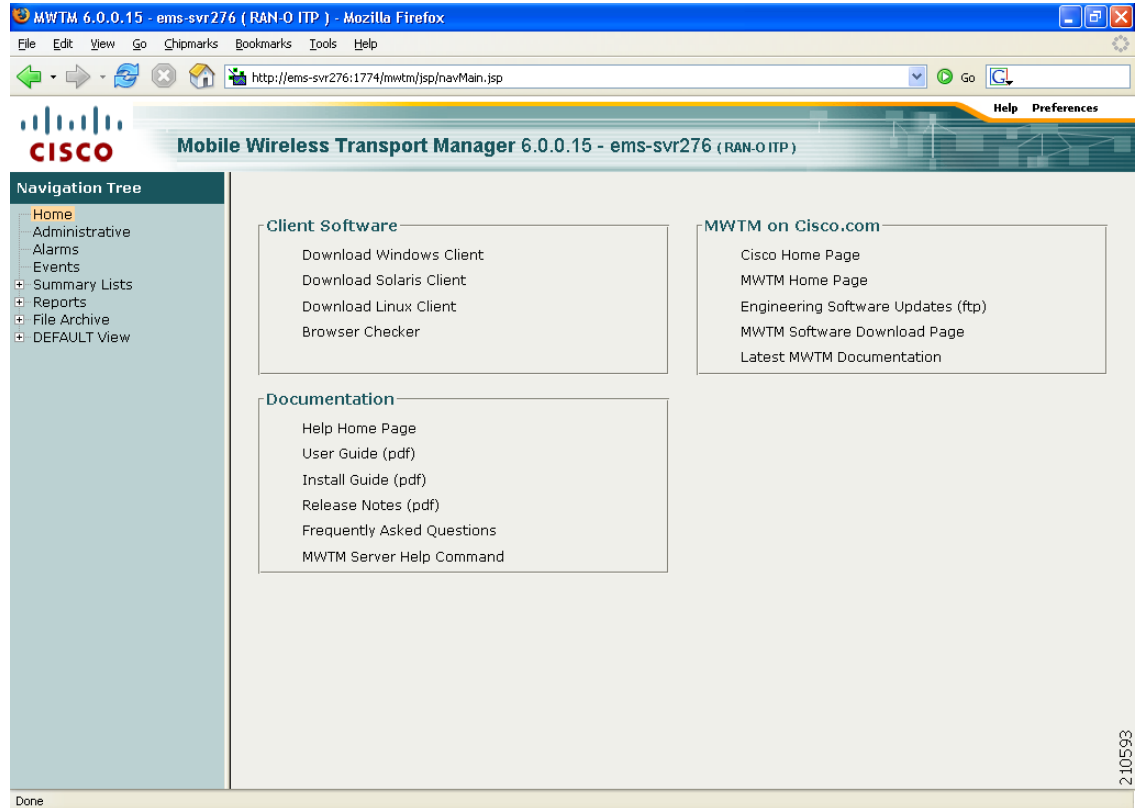 MWTM 6.0.0.15 - ems-svr276 ( RAN-O ITP ) - Mozilla Firefox
File Edit View Go Chipmarks Bookmarks Tools Help
http://ems-svr276:1774/mwtm/jsp/navMain.jsp
Go
G
Help Preferences
CISCO
Mobile Wireless Transport Manager 6.0.0.15 - ems-svr276 ( RAN-O ITP )
Navigation Tree
Home
Administrative
Alarms
Events
Summary Lists
Reports
File Archive
DEFAULT View
Client Software
Download Windows Client
Download Solaris Client
Download Linux Client
Browser Checker
MWTM on Cisco.com
Cisco Home Page
MWTM Home Page
Engineering Software Updates (ftp)
MWTM Software Download Page
Latest MWTM Documentation
Documentation
Help Home Page
User Guide (pdf)
Install Guide (pdf)
Release Notes (pdf)
Frequently Asked Questions
MWTM Server Help Command
210593
Done